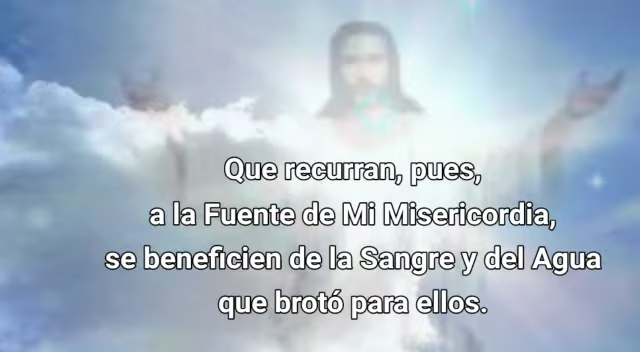 Que recurran, pues,
a la Fuente de Mi Misericordia,
se beneficien de la Sangre y del Agua
que brotó para ellos.